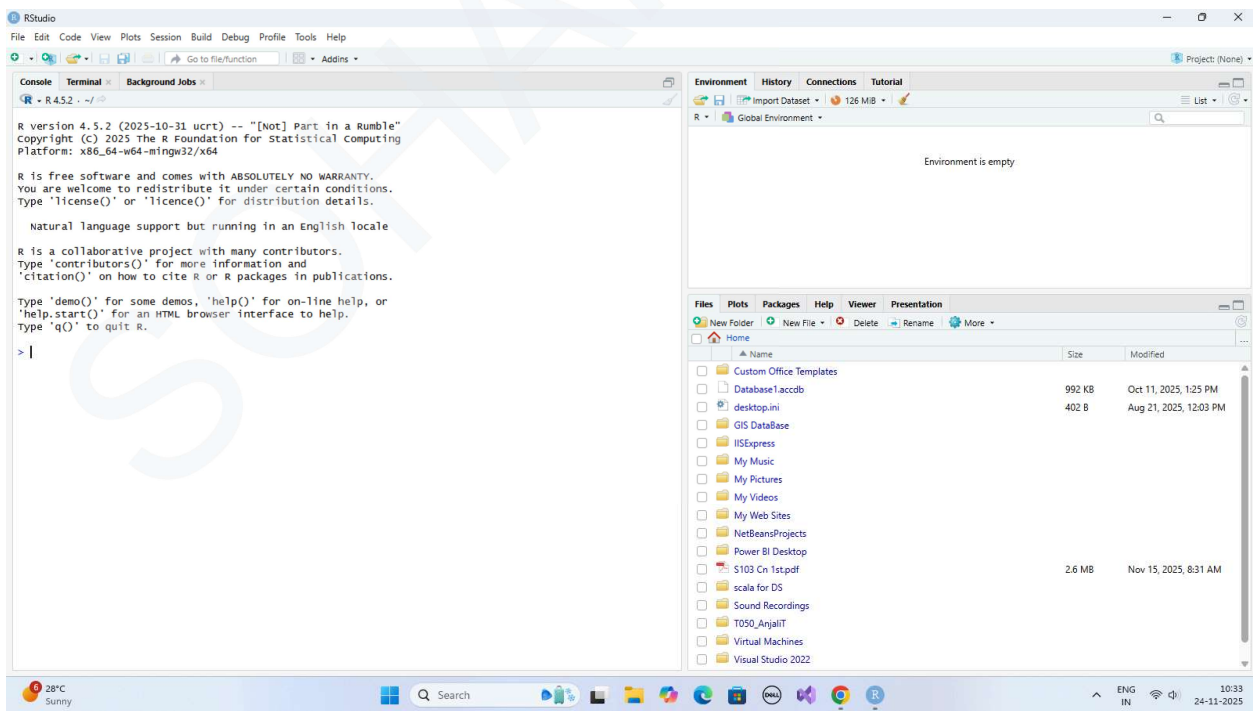 RStudio
File Edit Code View Plots Session Build Debug Profile Tools Help
Go to file/function Addins Project: (None)
Console Terminal Background Jobs
R 4.5.2 · ~/
R version 4.5.2 (2025-10-31 ucrt) -- "[Not] Part in a Rumble"
Copyright (C) 2025 The R Foundation for Statistical Computing
Platform: x86_64-w64-mingw32/x64
R is free software and comes with ABSOLUTELY NO WARRANTY.
You are welcome to redistribute it under certain conditions.
Type 'license()' or 'licence()' for distribution details.
Natural language support but running in an English locale
R is a collaborative project with many contributors.
Type 'contributors()' for more information and
'citation()' on how to cite R or R packages in publications.
Type 'demo()' for some demos, 'help()' for on-line help, or
'help.start()' for an HTML browser interface to help.
Type 'q()' to quit R.
>
Environment History Connections Tutorial
Import Dataset 126 MiB List
R Global Environment
Environment is empty
Files Plots Packages Help Viewer Presentation
New Folder New File Delete Rename More
Home
Name Size Modified
Custom Office Templates
Database1.accdb 992 KB Oct 11, 2025, 1:25 PM
desktop.ini 402 B Aug 21, 2025, 12:03 PM
GIS DataBase
IISExpress
My Music
My Pictures
My Videos
My Web Sites
NetBeansProjects
Power BI Desktop
S103 Cn 1st.pdf 2.6 MB Nov 15, 2025, 8:31 AM
scala for DS
Sound Recordings
T050_AnjaliT
Virtual Machines
Visual Studio 2022
6 28°C
Sunny
Search
DELL
R
ENG
IN
10:33
24-11-2025